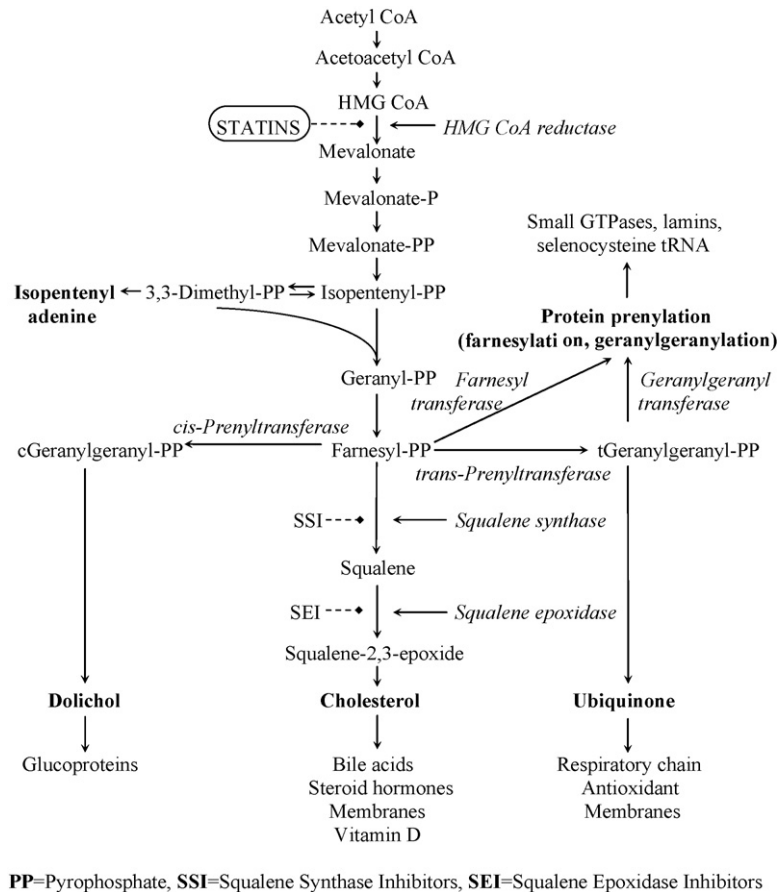 Acetyl CoA
Acetoacetyl CoA
HMG CoA
STATINS
HMG CoA reductase
Mevalonate
Mevalonate-P
Mevalonate-PP
Small GTPases, lamins,
selenocysteine tRNA
Isopentenyl
adenine
3,3-Dimethyl-PP
Isopentenyl-PP
Protein prenylation
(farnesylati on, geranylgeranylation)
Geranyl-PP
Farnesyl
transferase
Geranylgeranyl
transferase
cis-Prenyltransferase
cGeranylgeranyl-PP
Farnesyl-PP
tGeranylgeranyl-PP
trans-Prenyltransferase
SSI
Squalene synthase
Squalene
SEI
Squalene epoxidase
Squalene-2,3-epoxide
Dolichol
Cholesterol
Ubiquinone
Glucoproteins
Bile acids
Steroid hormones
Membranes
Vitamin D
Respiratory chain
Antioxidant
Membranes
PP=Pyrophosphate, SSI=Squalene Synthase Inhibitors, SEI=Squalene Epoxidase Inhibitors